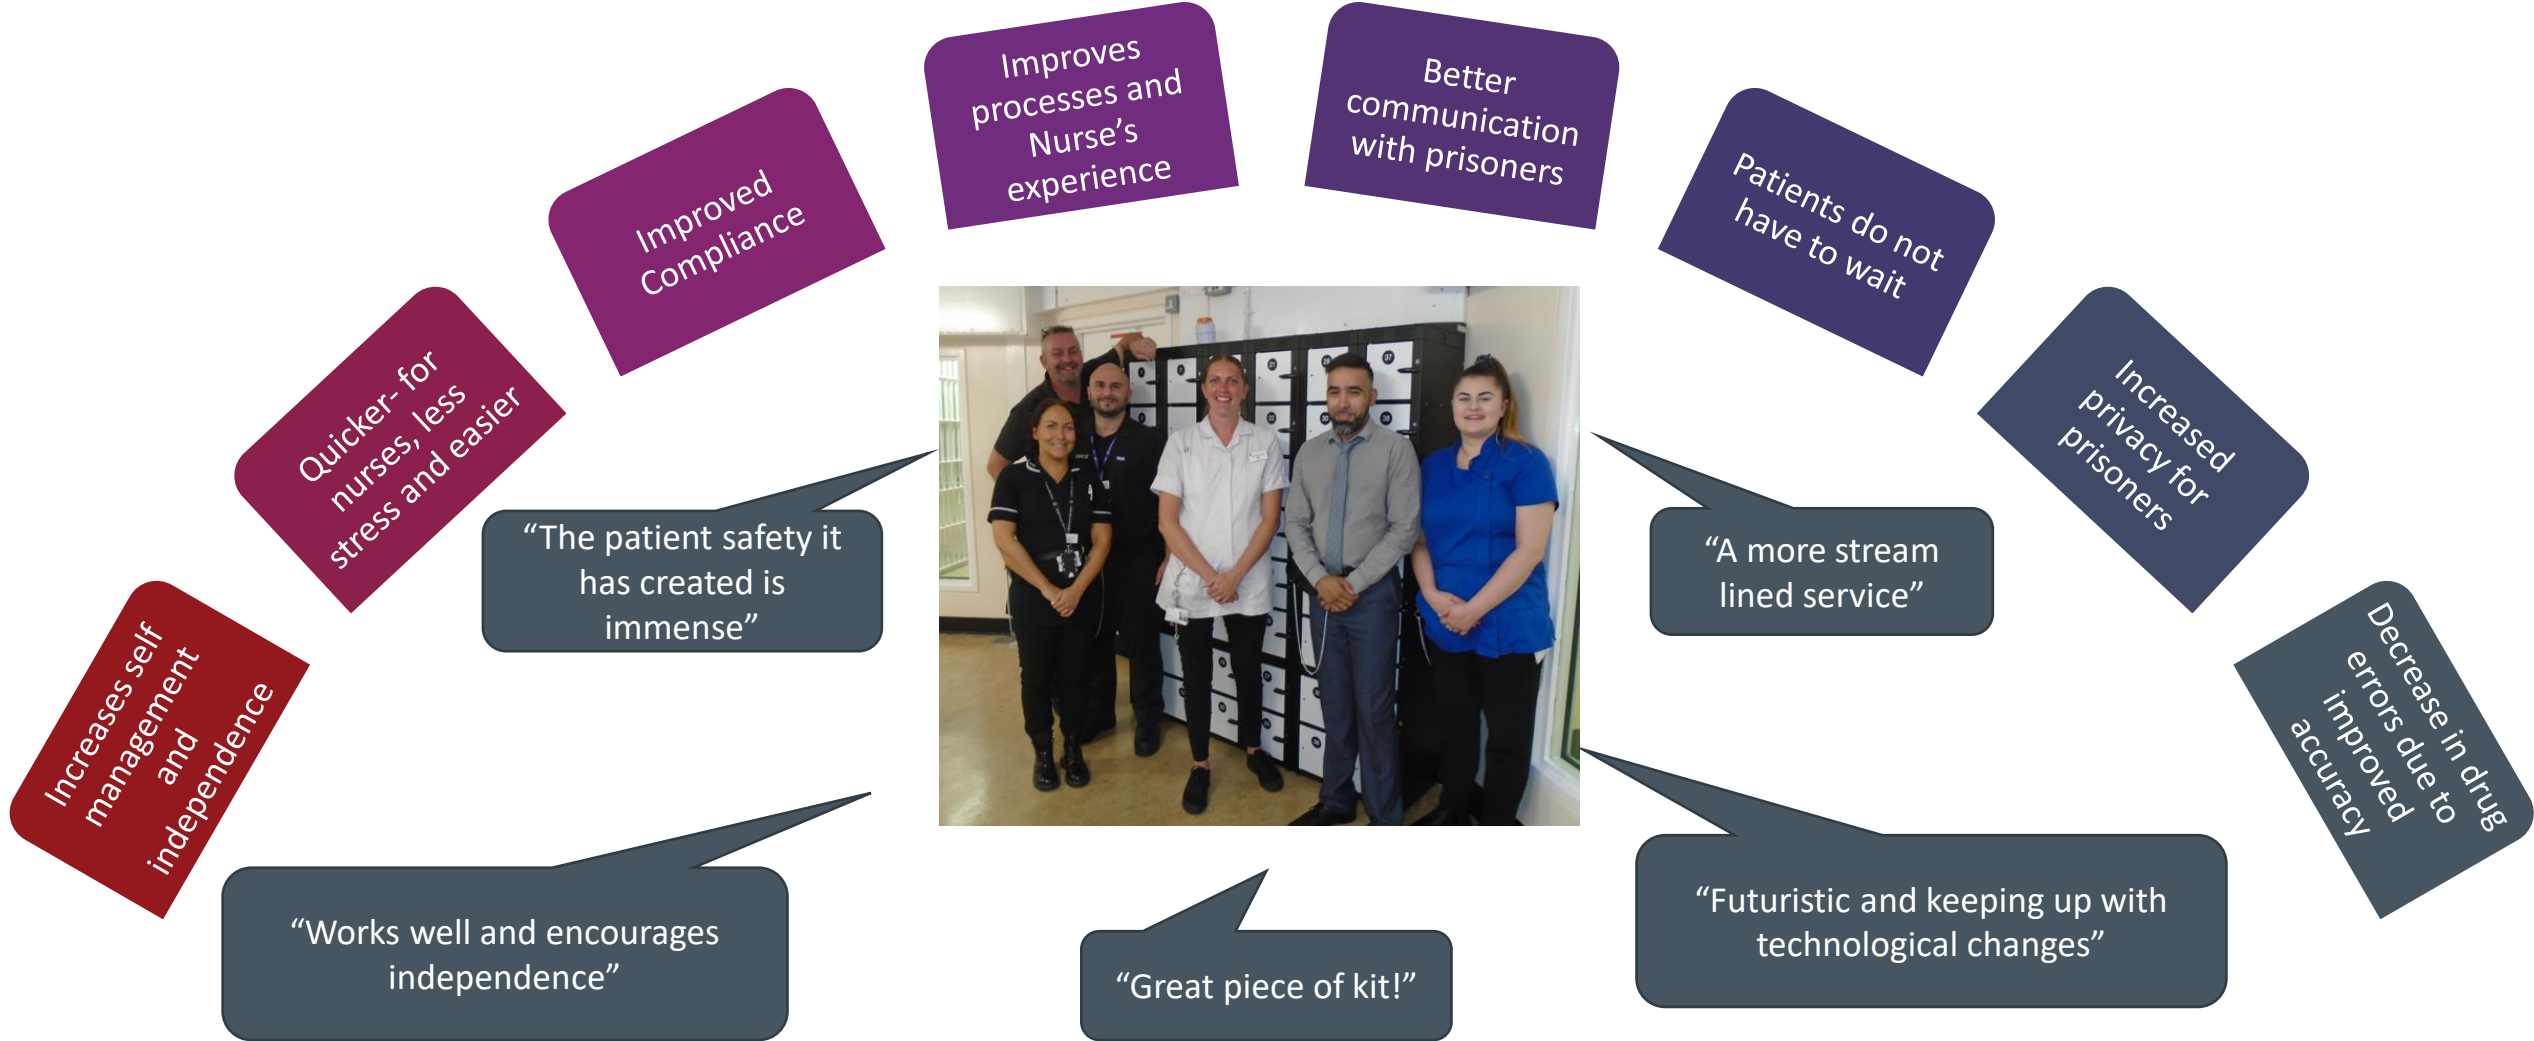 Increases self
management
and
independence
Quicker- for
nurses, less
stress and easier
Improved
Compliance
Improves
processes and
Nurse’s
experience
Better
communication
with prisoners
Patients do not
have to wait
Increased
privacy for
prisoners
Decrease in drug
errors due to
improved
accuracy
“The patient safety it
has created is
immense”
“A more stream
lined service”
“Works well and encourages
independence”
“Great piece of kit!”
“Futuristic and keeping up with
technological changes”
37
38